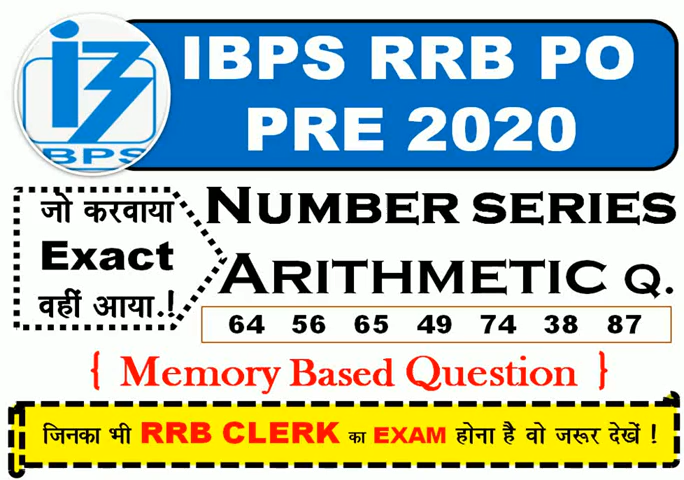 IBPS RRB PO
PRE 2020
IBPS
जो करवाया
Exact
वहीं आया.!
NUMBER SERIES
ARITHMETIC Q.
64 56 65 49 74 38 87
{ Memory Based Question }
जिनका भी RRB CLERK का EXAM होना है वो जरूर देखें !